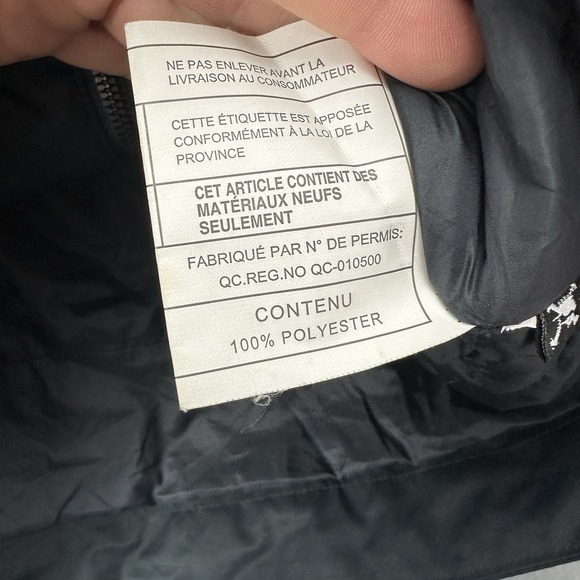 NE PAS ENLEVER AVANT LA
LIVRAISON AU CONSOMMATEUR
CETTE ÉTIQUETTE EST APPOSÉE
CONFORMÉMENT À LA LOI DE LA
PROVINCE
CET ARTICLE CONTIENT DES
MATÉRIAUX NEUFS
SEULEMENT
FABRIQUÉ PAR N° DE PERMIS:
QC.REG.NO QC-010500
CONTENU
100% POLYESTER